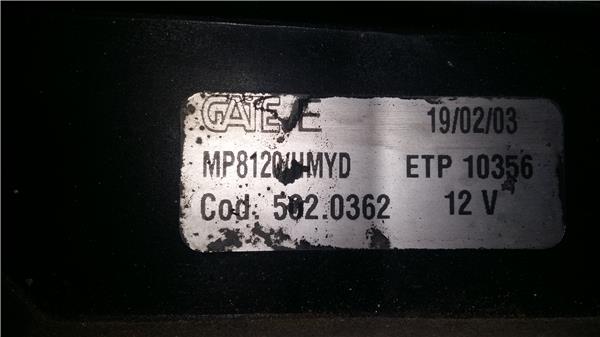 GATE 19/02/03
MP8120/HMYD ETP 10356
Cod. 502.0362 12 V